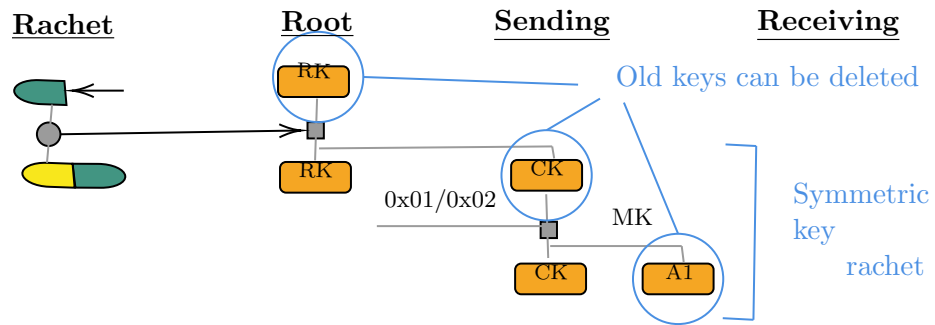 Rachet Root Sending Receiving
RK
Old keys can be deleted
RK
CK
0x01/0x02
MK
Symmetric
key
rachet
CK
A1